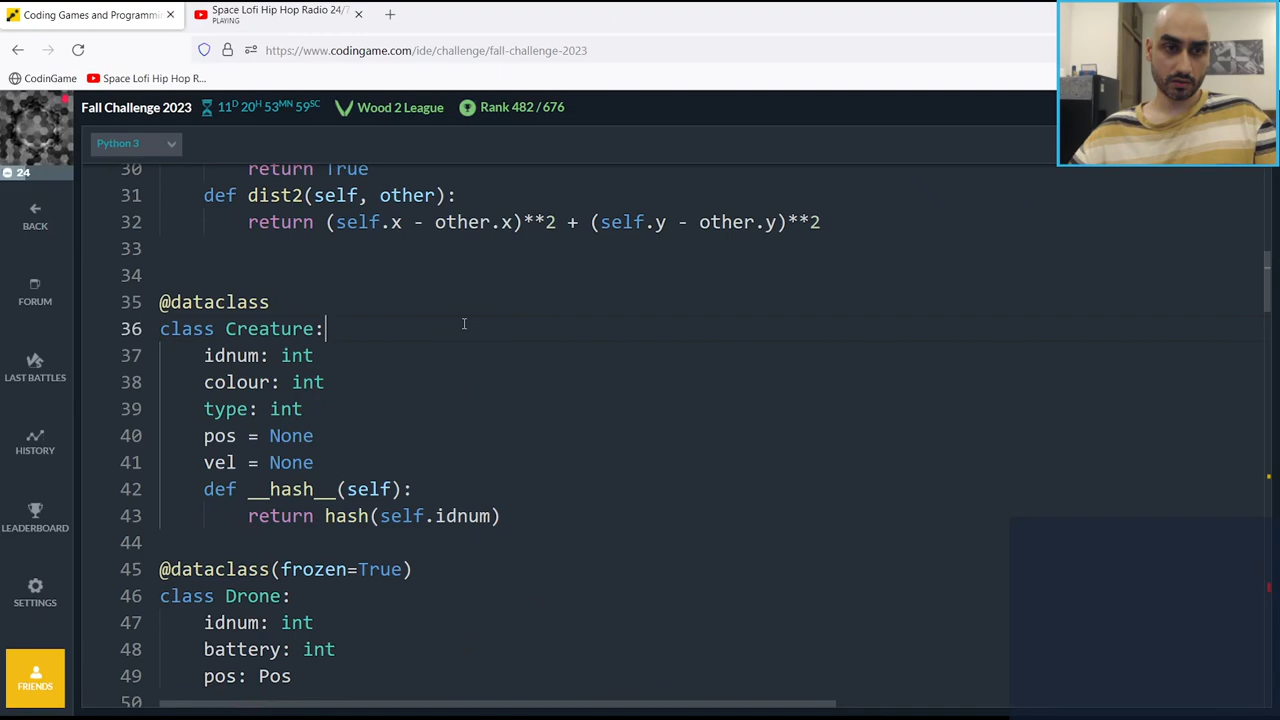 Coding Games and Programmi
Space Lofi Hip Hop Radio 24/7
PLAYING
https://www.codingame.com/ide/challenge/fall-challenge-2023
CodinGame
Space Lofi Hip Hop R...
Fall Challenge 2023
11D 20H 53MN 59SC
Wood 2 League
Rank 482 / 676
Python 3
24
BACK
FORUM
LAST BATTLES
HISTORY
LEADERBOARD
SETTINGS
FRIENDS
30 return True
31 def dist2(self, other):
32 return (self.x - other.x)**2 + (self.y - other.y)**2
33
34
35 @dataclass
36 class Creature:
37 idnum: int
38 colour: int
39 type: int
40 pos = None
41 vel = None
42 def __hash__(self):
43 return hash(self.idnum)
44
45 @dataclass(frozen=True)
46 class Drone:
47 idnum: int
48 battery: int
49 pos: Pos
50